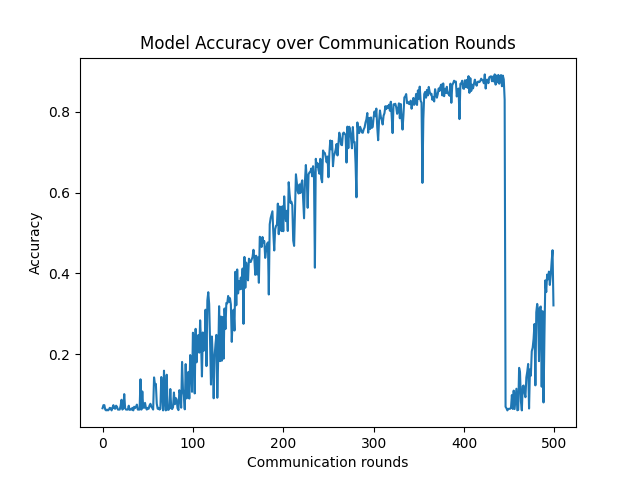 Model Accuracy over Communication Rounds
0.8
0.6
0.4
0.2
Accuracy
0 100 200 300 400 500
Communication rounds